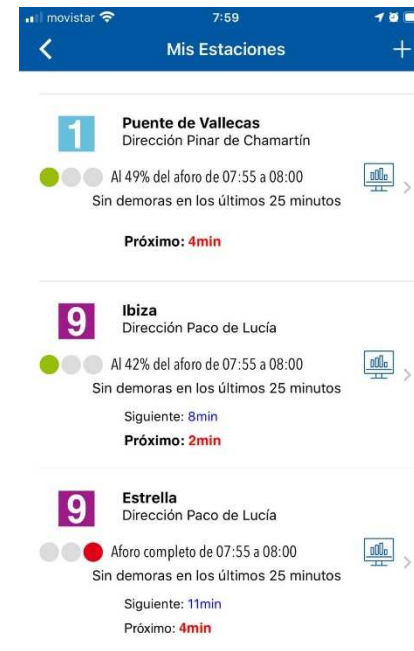 movistar 7:59
Mis Estaciones +
1 Puente de Vallecas
Dirección Pinar de Chamartín
Al 49% del aforo de 07:55 a 08:00
Sin demoras en los últimos 25 minutos
Próximo: 4min
9 Ibiza
Dirección Paco de Lucía
Al 42% del aforo de 07:55 a 08:00
Sin demoras en los últimos 25 minutos
Siguiente: 8min
Próximo: 2min
9 Estrella
Dirección Paco de Lucía
Aforo completo de 07:55 a 08:00
Sin demoras en los últimos 25 minutos
Siguiente: 11min
Próximo: 4min